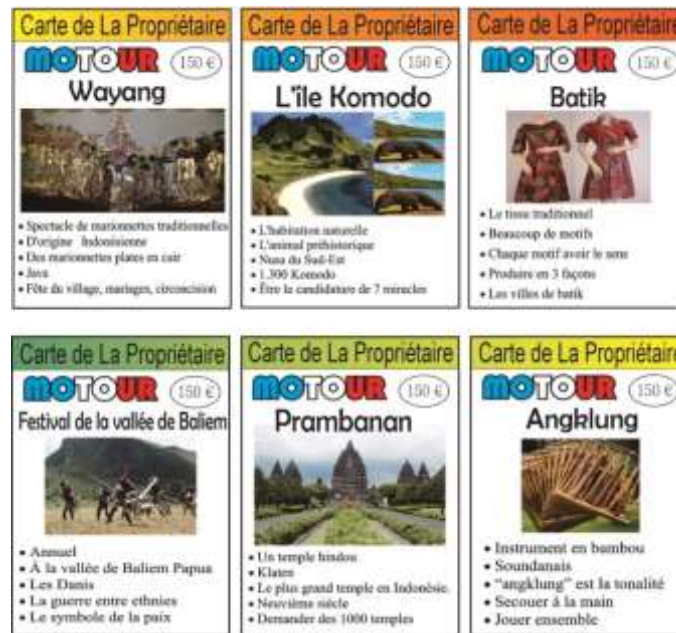 Carte de La Propriétaire
MOTOUR
150 €
Wayang
• Spectacle de marionnettes traditionnelles
• D'origine Indonésienne
• Des marionnettes plates en cuir
• Java
• Fête du village, mariages, circoncision
Carte de La Propriétaire
MOTOUR
150 €
L'île Komodo
• L'habitation naturelle
• L'animal préhistorique
• Nusa du Sud-Est
• 1.300 Komodo
• Être la candidature de 7 miracles
Carte de La Propriétaire
MOTOUR
150 €
Batik
• Le tissu traditionnel
• Beaucoup de motifs
• Chaque motif avoir le sens
• Produire en 3 façons
• Les villes de batik
Carte de La Propriétaire
MOTOUR
150 €
Festival de la vallée de Baliem
• Annuel
• À la vallée de Baliem Papua
• Les Danis
• La guerre entre ethnies
• Le symbole de la paix
Carte de La Propriétaire
MOTOUR
150 €
Prambanan
• Un temple hindou
• Klaten
• Le plus grand temple en Indonésie.
• Neuvième siècle
• Demander des 1000 temples
Carte de La Propriétaire
MOTOUR
150 €
Angklung
• Instrument en bambou
• Soundanais
• "angklung" est la tonalité
• Secouer à la main
• Jouer ensemble